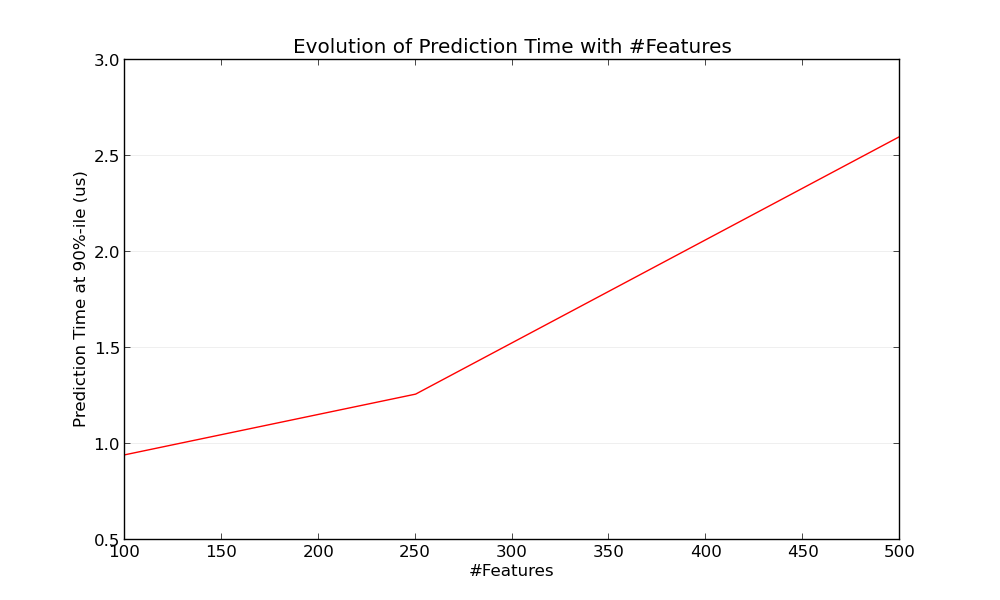 Evolution of Prediction Time with #Features
3.0
2.5
2.0
1.5
1.0
0.5
Prediction Time at 90%-ile (us)
100 150 200 250 300 350 400 450 500
#Features